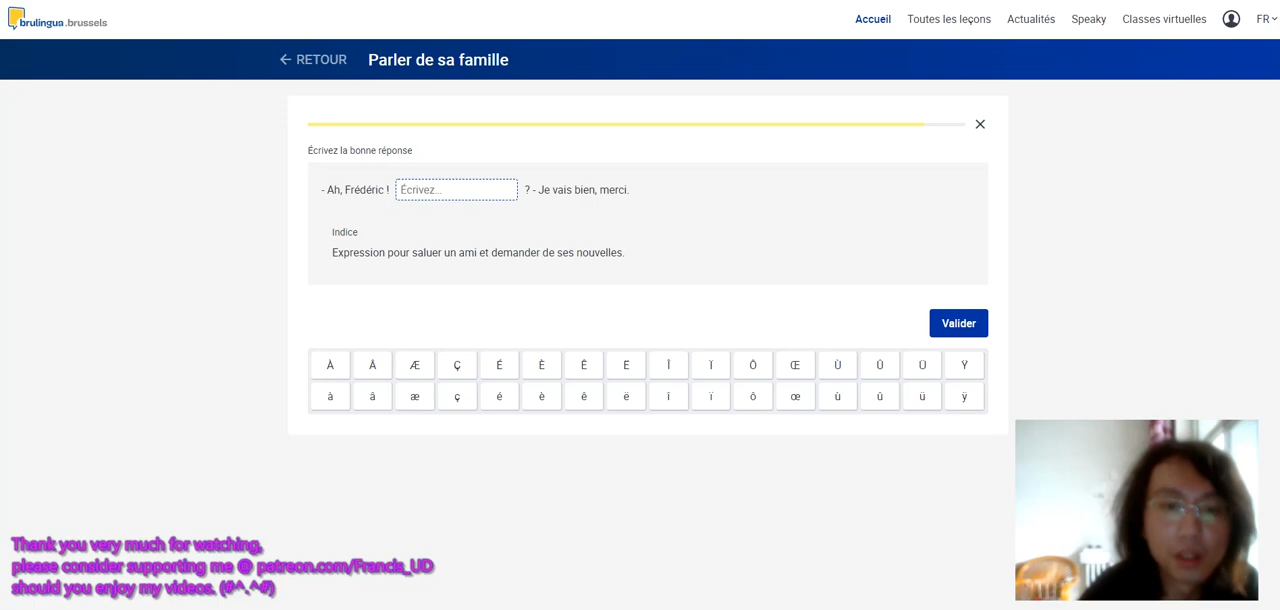 brulingua.brussels
Accueil Toutes les leçons Actualités Speaky Classes virtuelles FR
← RETOUR Parler de sa famille
Écrivez la bonne réponse
- Ah, Frédéric ! Écrivez... ? - Je vais bien, merci.
Indice
Expression pour saluer un ami et demander de ses nouvelles.
Valider
À Â Æ Ç É È Ê Ë Î Ï Ô Œ Ù Û Ü Ÿ
à â æ ç é è ê ë î ï ô œ ù û ü ÿ
Thank you very much for watching,
please consider supporting me @ patreon.com/Francis_UD
should you enjoy my videos. (#^.^#)